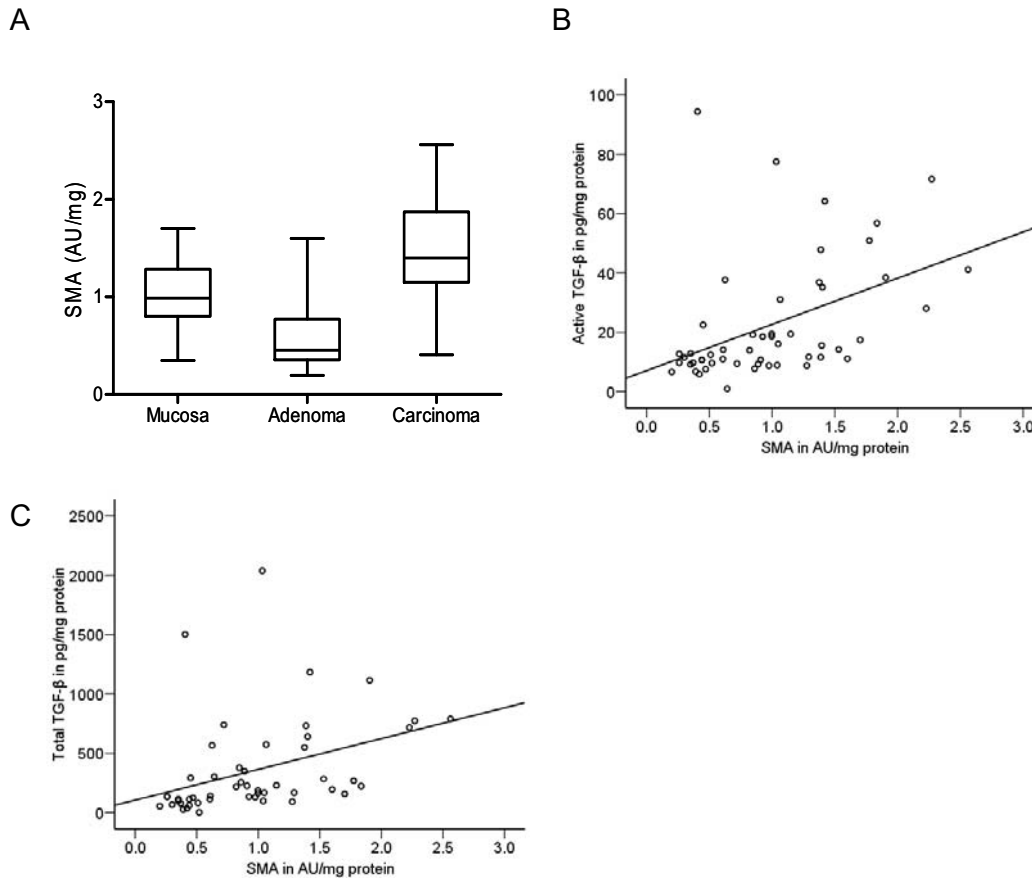 A
SMA (AU/mg)
3
2
1
0
Mucosa Adenoma Carcinoma
B
Active TGF-β in pg/mg protein
100
80
60
40
20
0
0.0 0.5 1.0 1.5 2.0 2.5 3.0
SMA in AU/mg protein
C
Total TGF-β in pg/mg protein
2500
2000
1500
1000
500
0
0.0 0.5 1.0 1.5 2.0 2.5 3.0
SMA in AU/mg protein